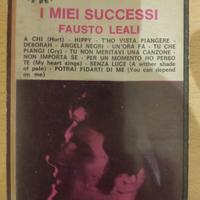 I MIEI SUCCESSI
FAUSTO LEALI
A CHI (Hurt) - HIPPY - T'HO VISTA PIANGERE -
DEBORAH - ANGELI NEGRI - UN'ORA FA - TU CHE
PIANGI (Cry) - TU NON MERITAVI UNA CANZONE -
NON IMPORTA SE - PER UN MOMENTO HO PERSO
TE (My heart sings) - SENZA LUCE (A wither shade
of pale) - POTRAI FIDARTI DI ME (You can depend
on me)